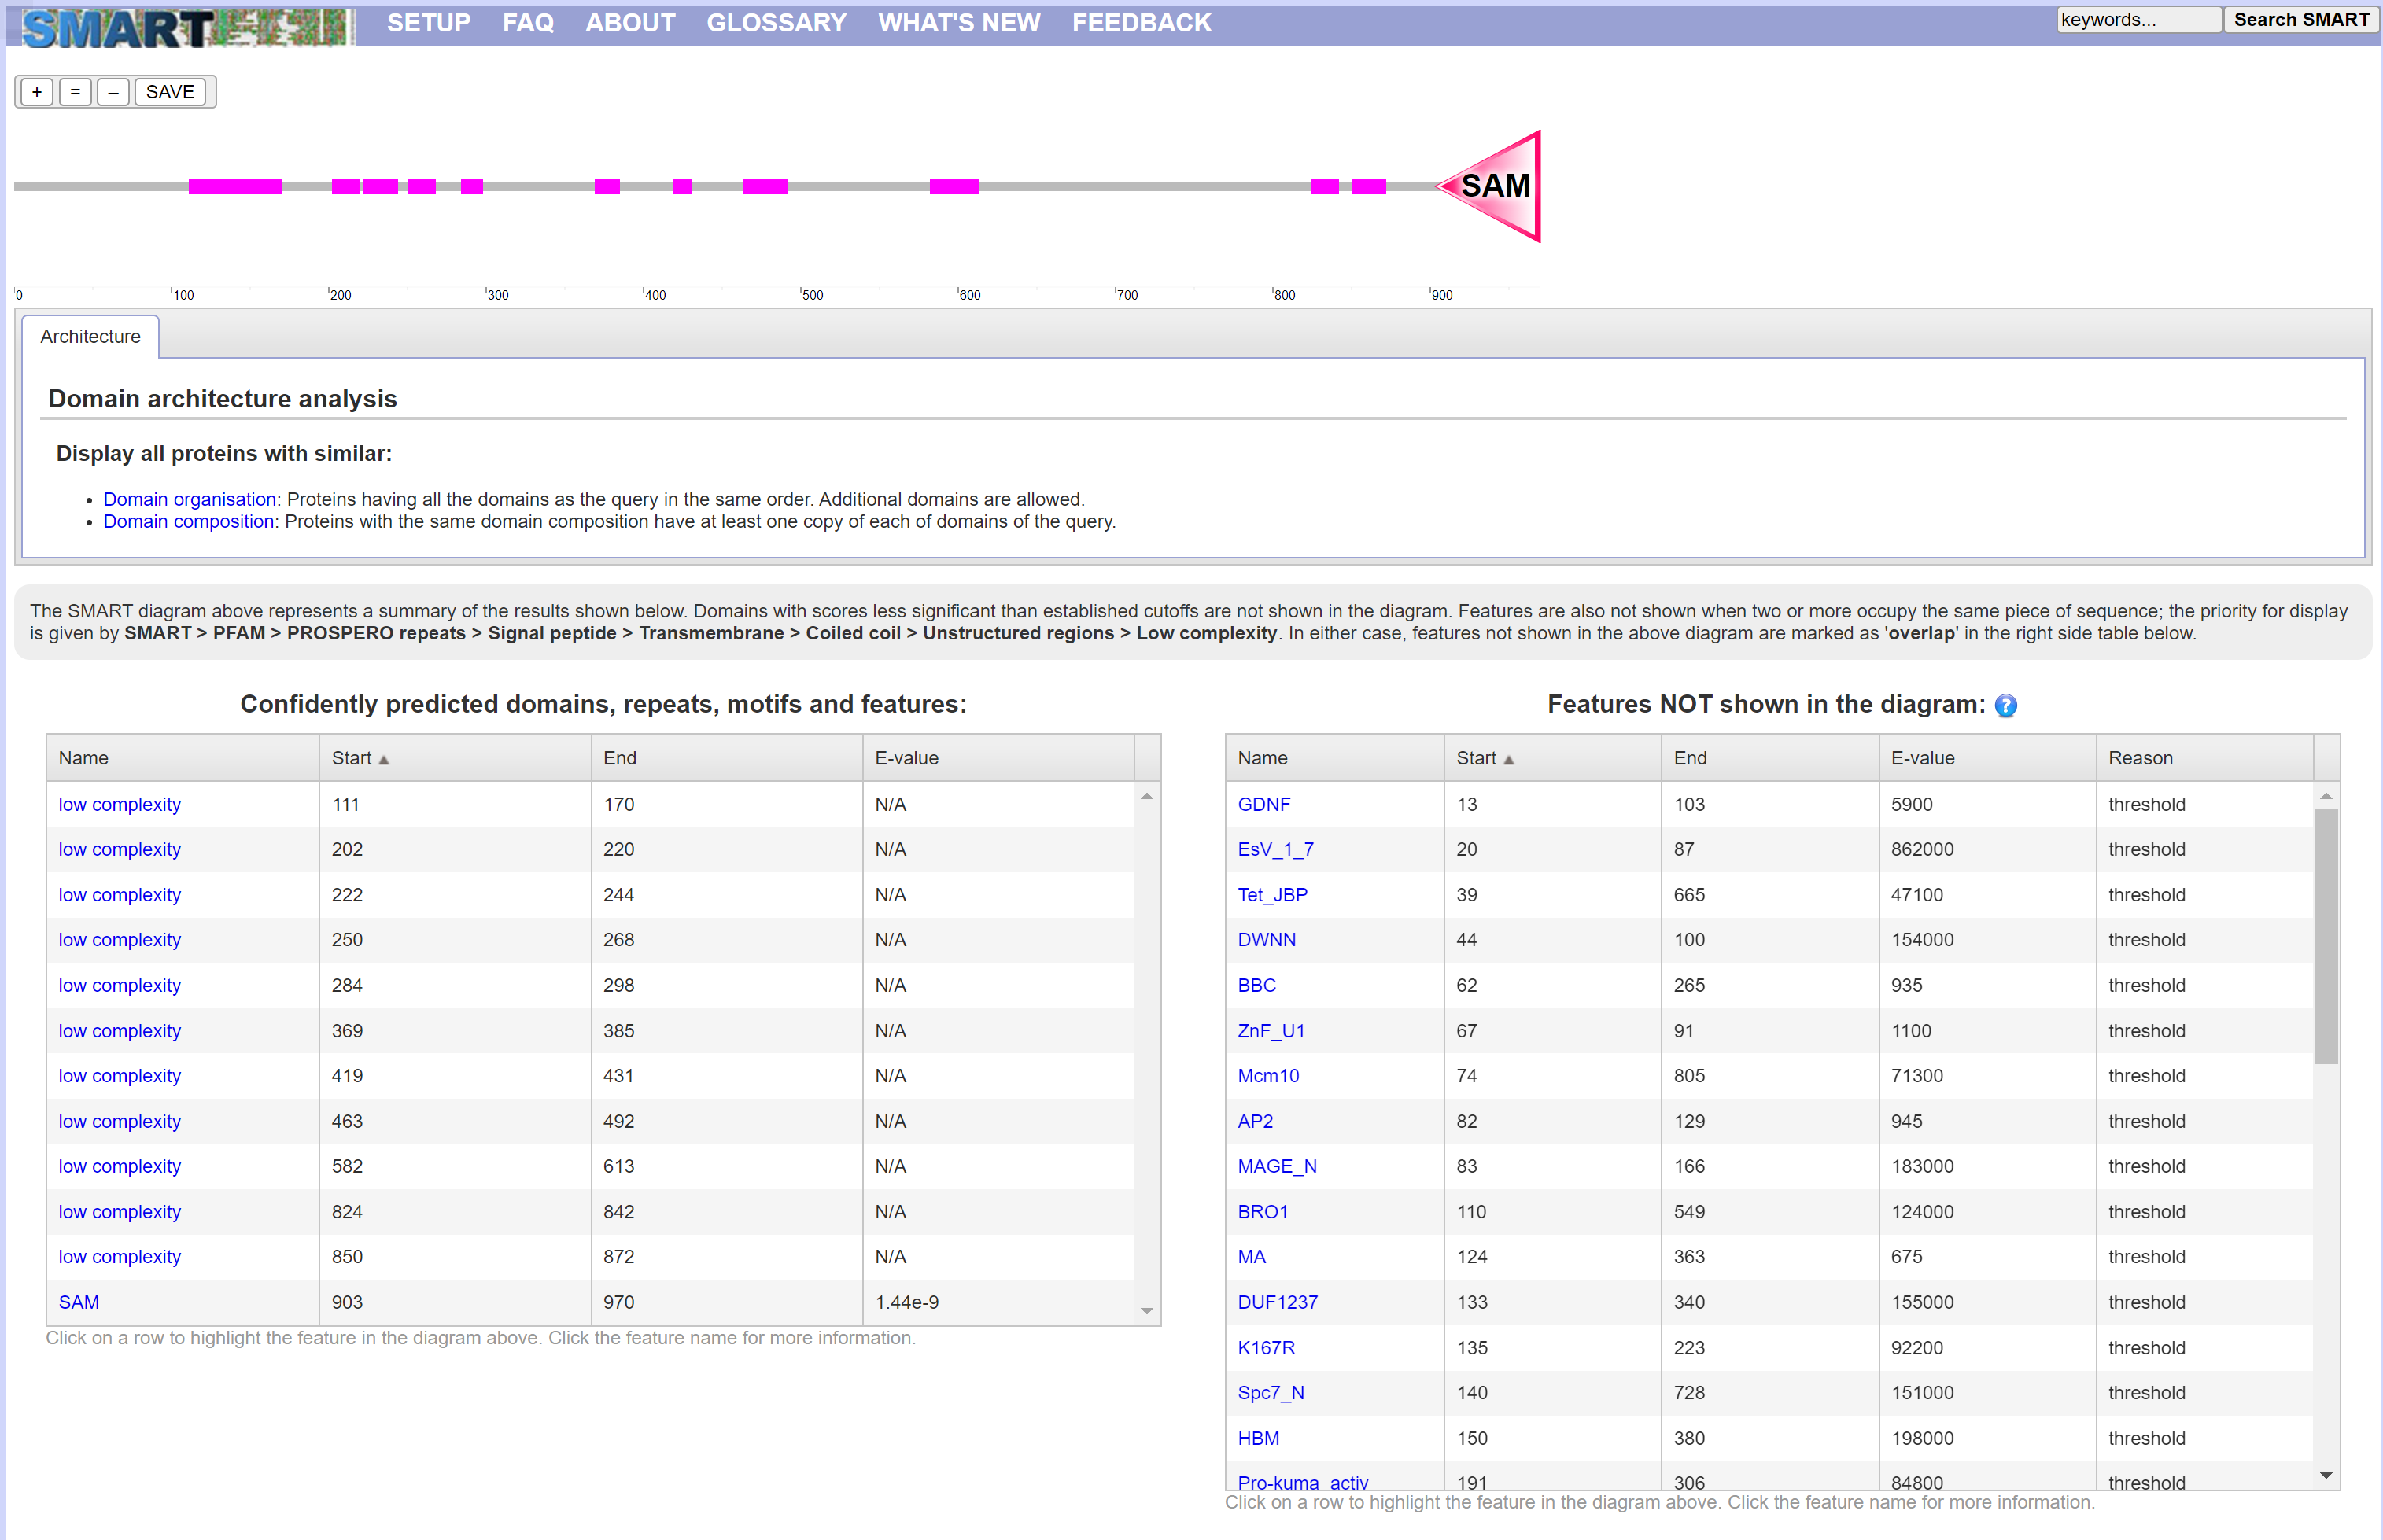 SMART SETUP FAQ ABOUT GLOSSARY WHAT'S NEW FEEDBACK keywords... Search SMART
+ = – SAVE
SAM
0 100 200 300 400 500 600 700 800 900
Architecture
Domain architecture analysis
Display all proteins with similar:
• Domain organisation: Proteins having all the domains as the query in the same order. Additional domains are allowed.
• Domain composition: Proteins with the same domain composition have at least one copy of each of domains of the query.
The SMART diagram above represents a summary of the results shown below. Domains with scores less significant than established cutoffs are not shown in the diagram. Features are also not shown when two or more occupy the same piece of sequence; the priority for display
is given by SMART > PFAM > PROSPERO repeats > Signal peptide > Transmembrane > Coiled coil > Unstructured regions > Low complexity. In either case, features not shown in the above diagram are marked as 'overlap' in the right side table below.
Confidently predicted domains, repeats, motifs and features:
Name Start End E-value
low complexity 111 170 N/A
low complexity 202 220 N/A
low complexity 222 244 N/A
low complexity 250 268 N/A
low complexity 284 298 N/A
low complexity 369 385 N/A
low complexity 419 431 N/A
low complexity 463 492 N/A
low complexity 582 613 N/A
low complexity 824 842 N/A
low complexity 850 872 N/A
SAM 903 970 1.44e-9
Click on a row to highlight the feature in the diagram above. Click the feature name for more information.
Features NOT shown in the diagram: ?
Name Start End E-value Reason
GDNF 13 103 5900 threshold
EsV_1_7 20 87 862000 threshold
Tet_JBP 39 665 47100 threshold
DWNN 44 100 154000 threshold
BBC 62 265 935 threshold
ZnF_U1 67 91 1100 threshold
Mcm10 74 805 71300 threshold
AP2 82 129 945 threshold
MAGE_N 83 166 183000 threshold
BRO1 110 549 124000 threshold
MA 124 363 675 threshold
DUF1237 133 340 155000 threshold
K167R 135 223 92200 threshold
Spc7_N 140 728 151000 threshold
HBM 150 380 198000 threshold
Pro-kuma_activ 191 306 84800 threshold
Click on a row to highlight the feature in the diagram above. Click the feature name for more information.